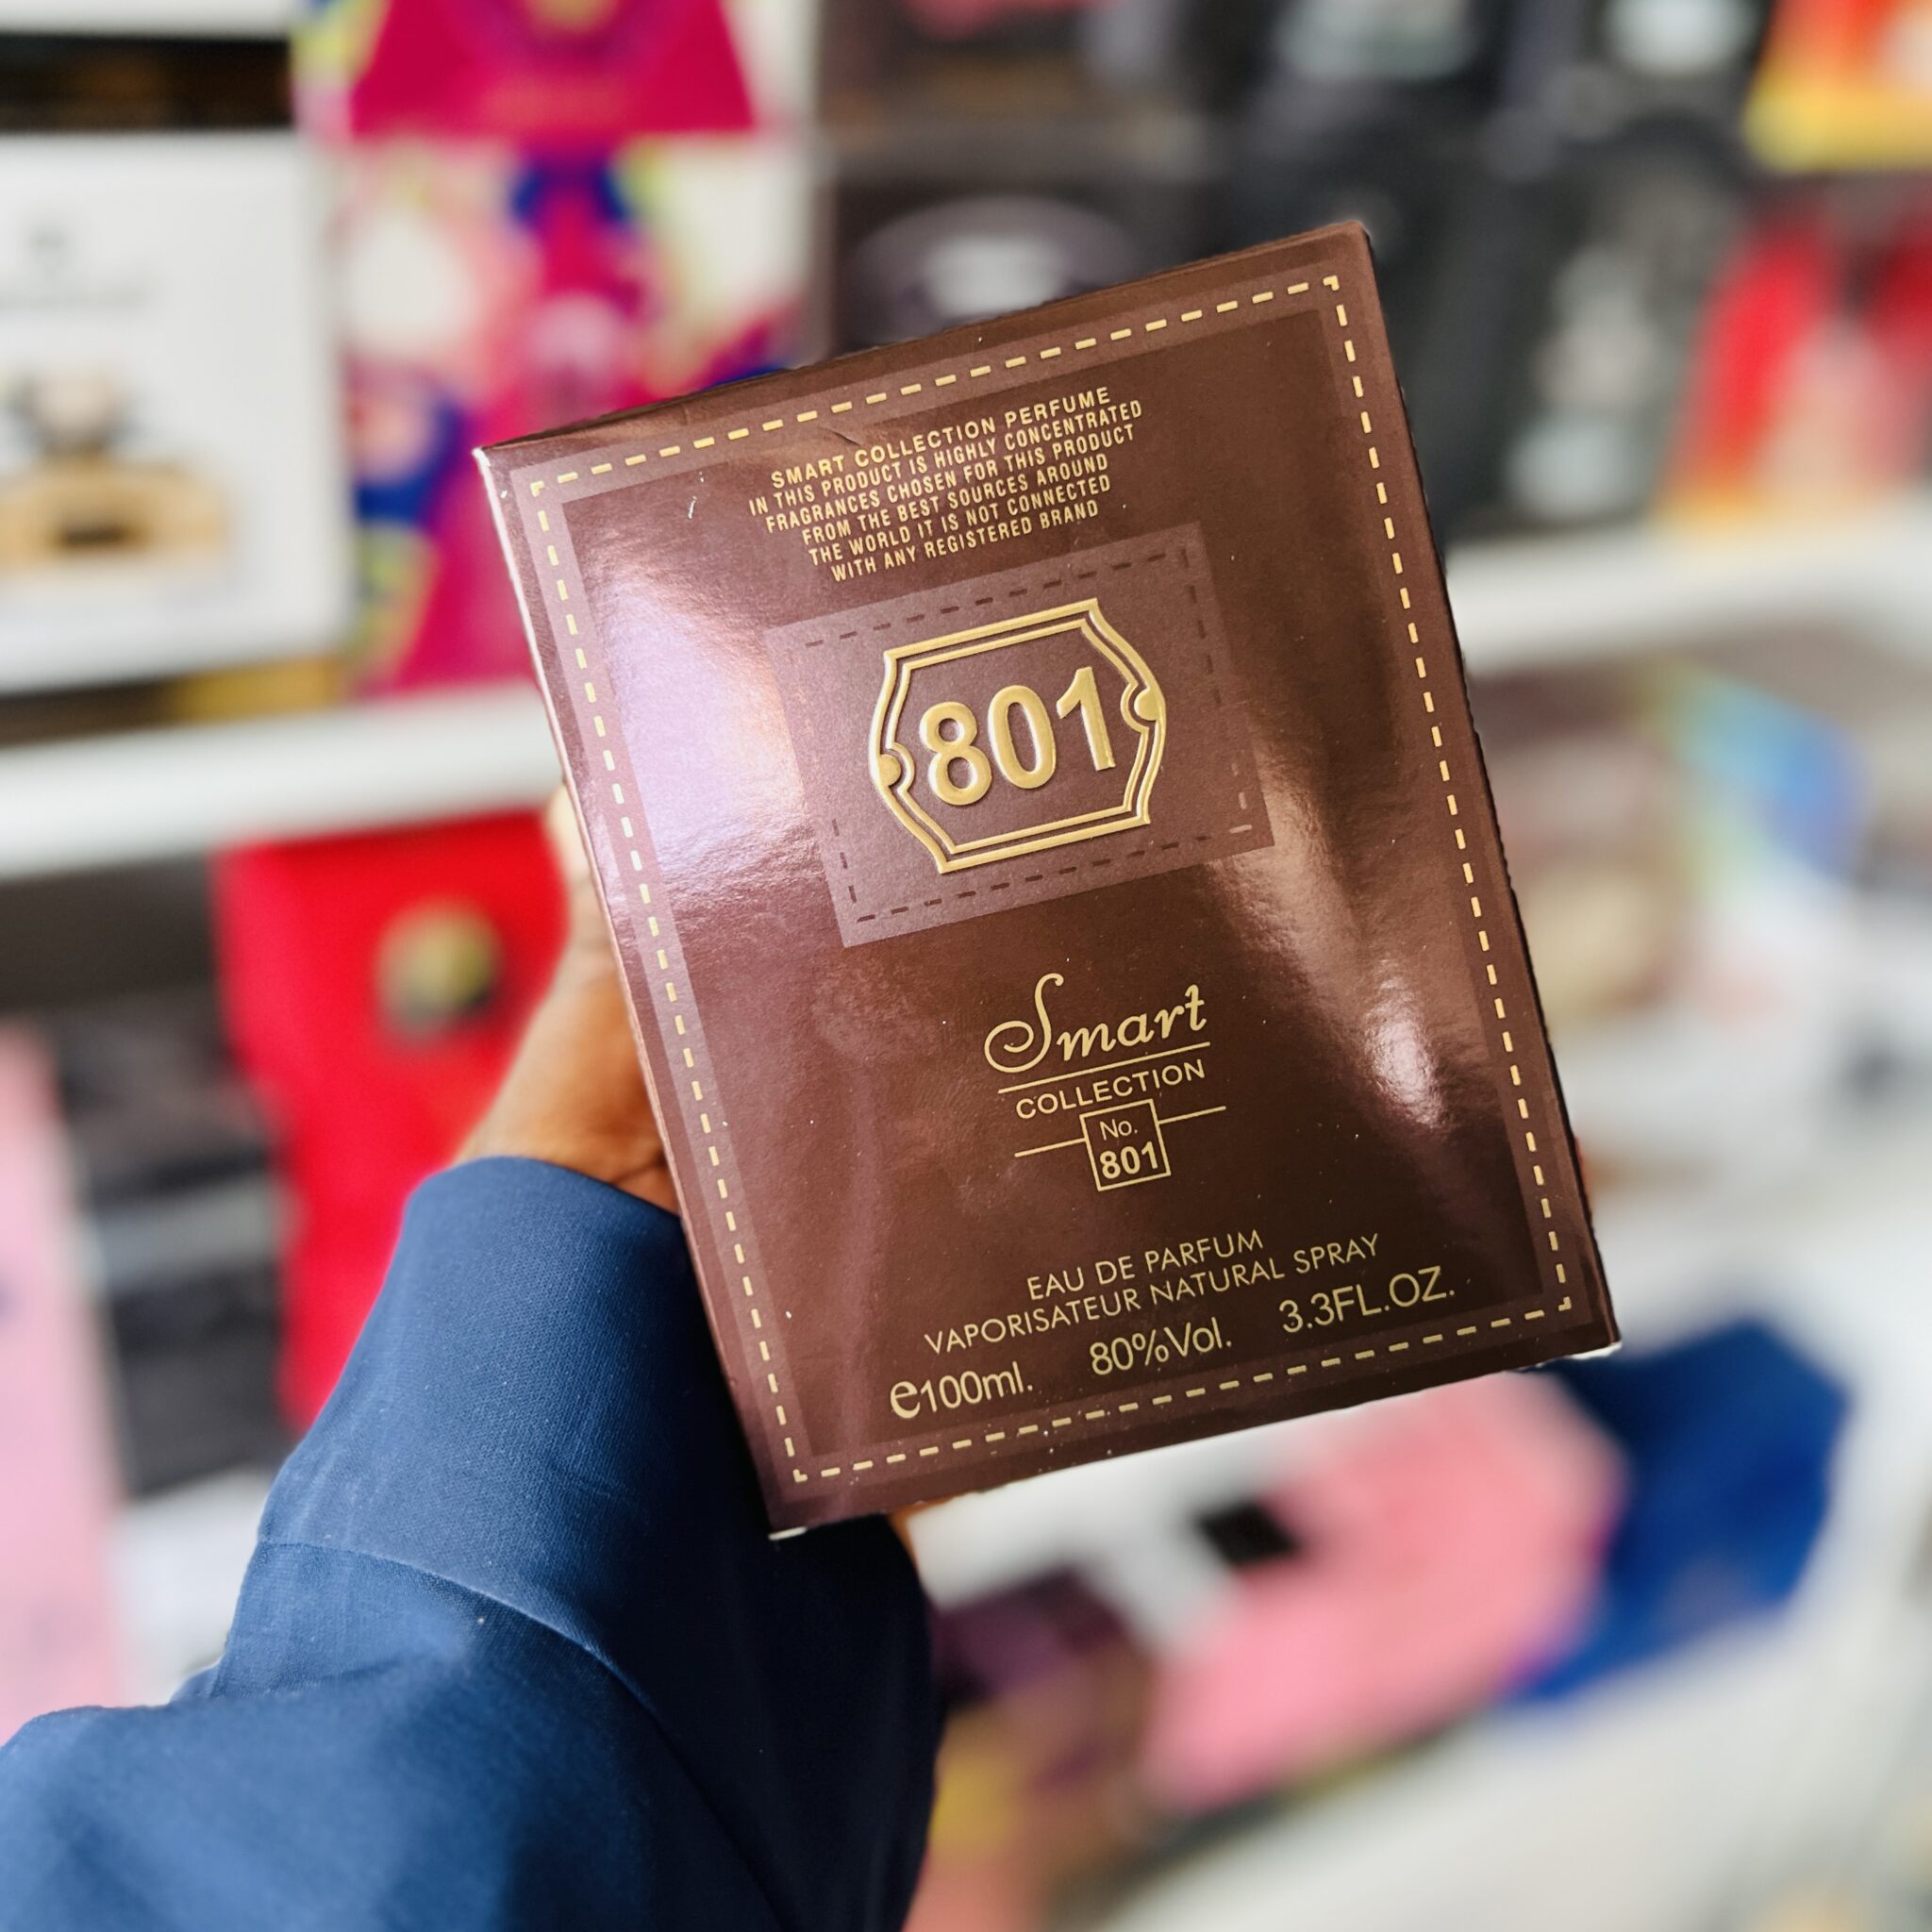 SMART COLLECTION PERFUME
IN THIS PRODUCT IS HIGHLY CONCENTRATED
FRAGRANCES CHOSEN FOR THIS PRODUCT
FROM THE BEST SOURCES AROUND
THE WORLD IT IS NOT CONNECTED
WITH ANY REGISTERED BRAND
801
Smart
COLLECTION
No.
801
EAU DE PARFUM
VAPORISATEUR NATURAL SPRAY
e100ml. 80%Vol. 3.3FL.OZ.